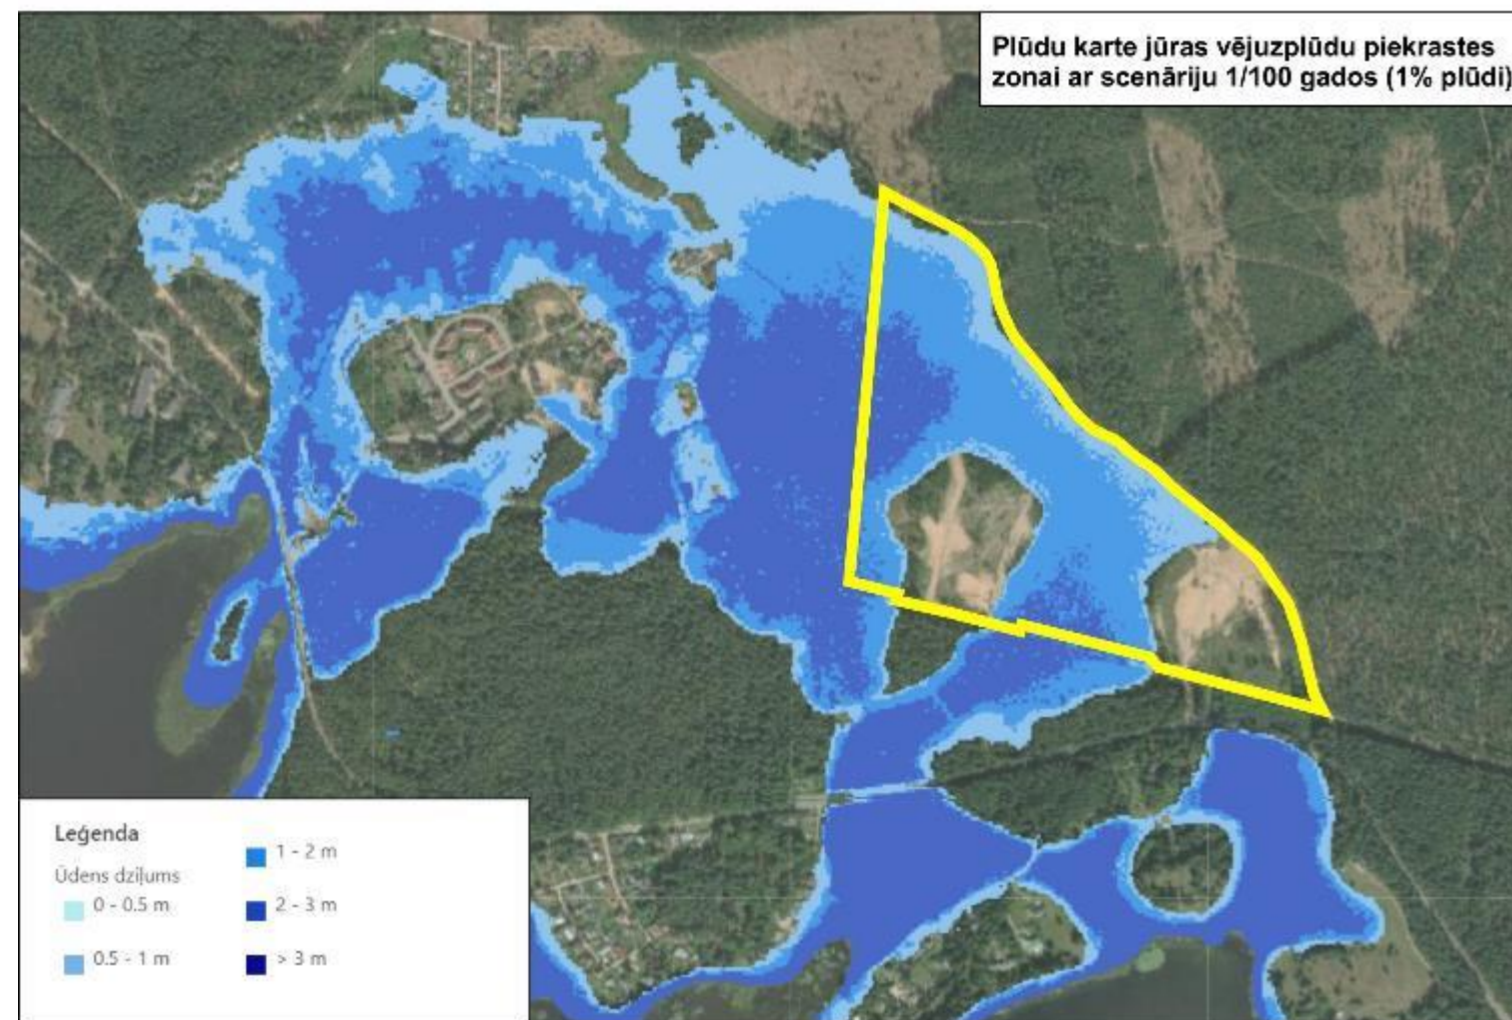 Plūdu karte jūras vējuzplūdu piekrastes
zonai ar scenāriju 1/100 gados (1% plūdi)
Leģenda
Ūdens dziļums
0 - 0.5 m
0.5 - 1 m
1 - 2 m
2 - 3 m
> 3 m